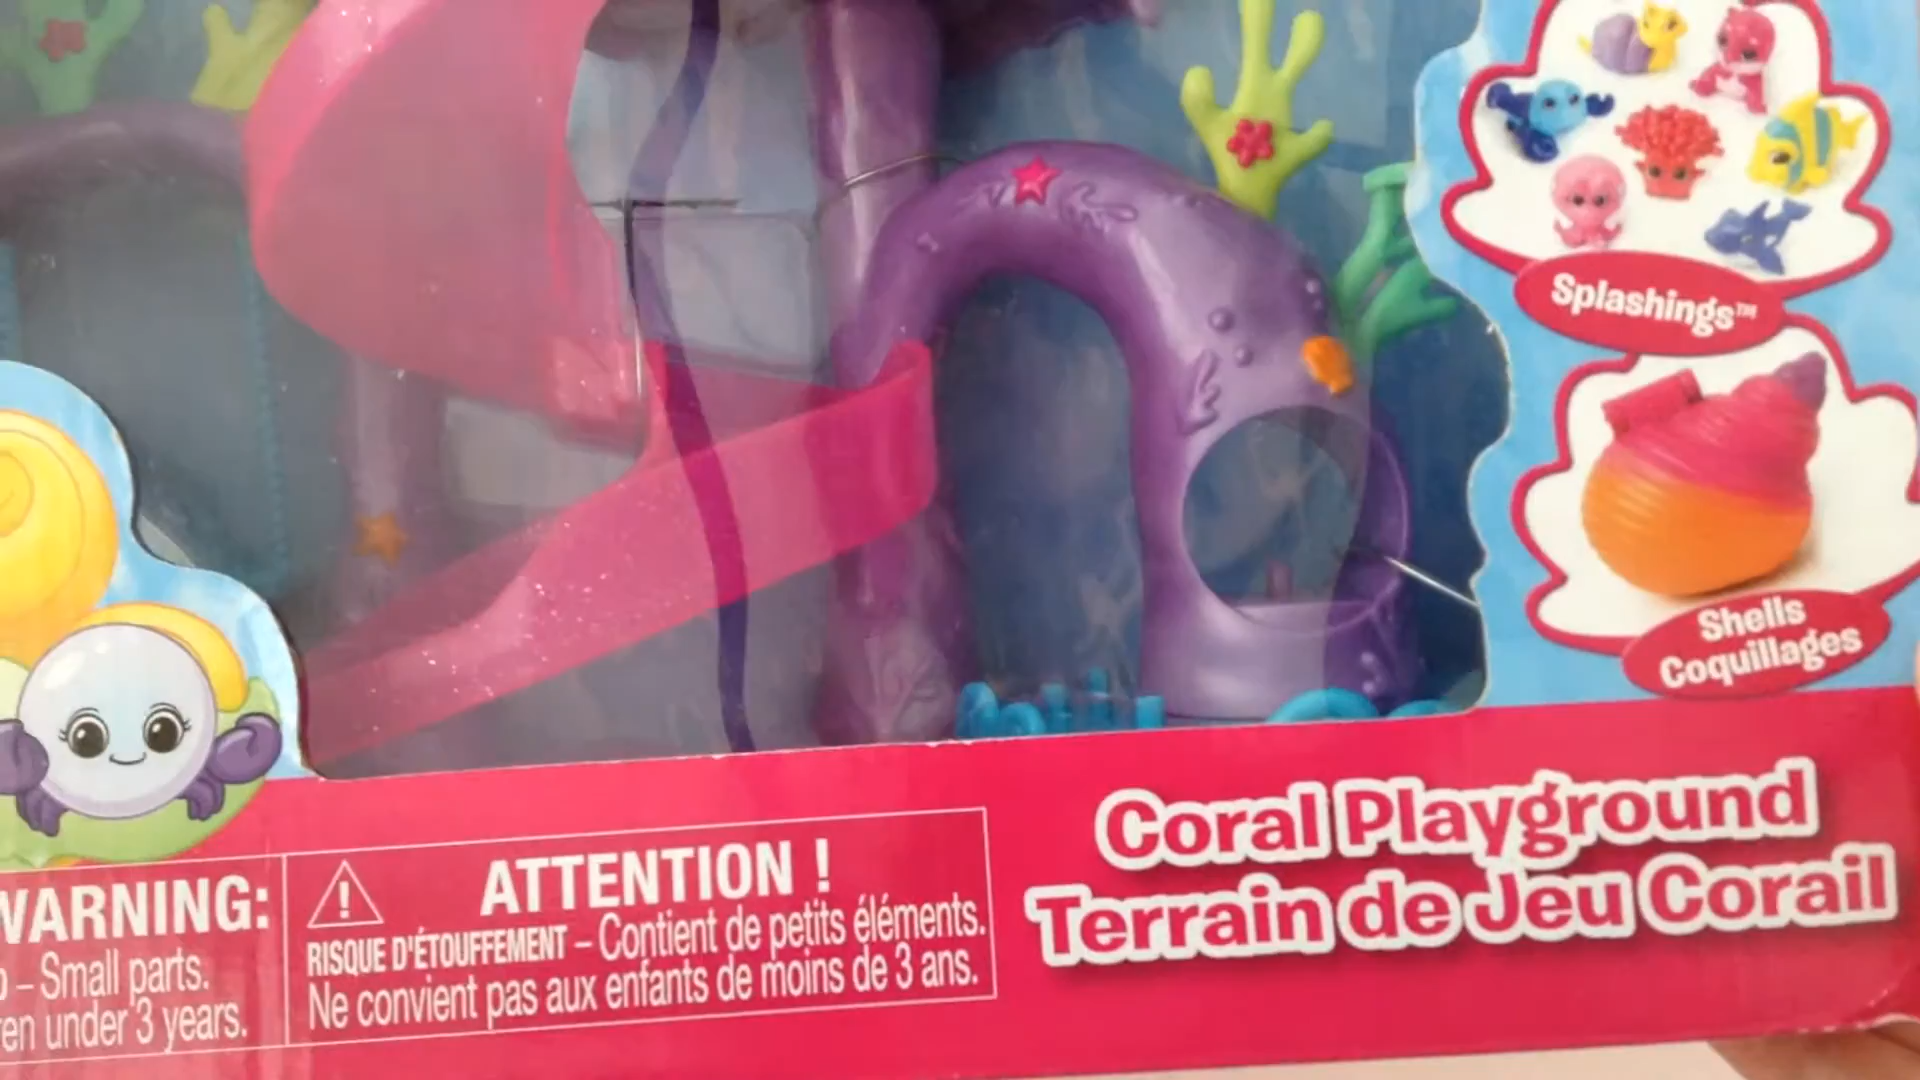 Splashings™
Shells
Coquillages
Coral Playground
Terrain de Jeu Corail
WARNING:
– Small parts.
under 3 years.
ATTENTION !
RISQUE D'ÉTOUFFEMENT – Contient de petits éléments.
Ne convient pas aux enfants de moins de 3 ans.